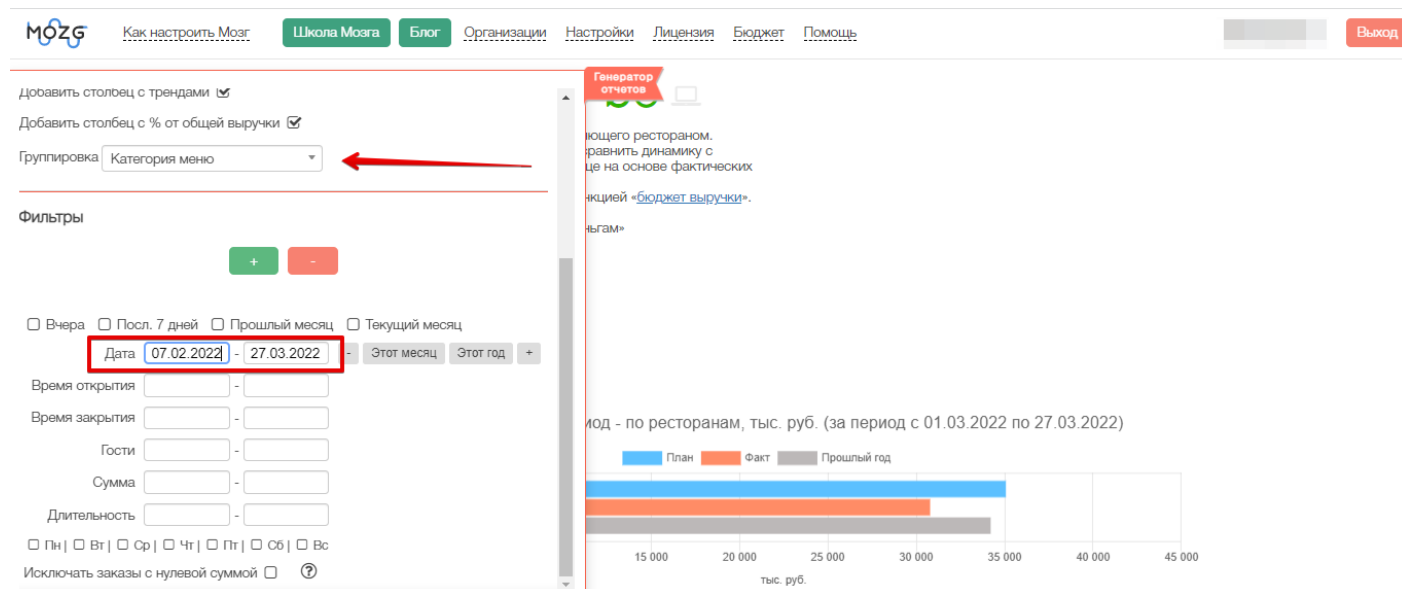 MOZG Как настроить Мозг Школа Мозга Блог Организации Настройки Лицензия Бюджет Помощь Выход
Генератор
отчетов
Добавить столбец с трендами
Добавить столбец с % от общей выручки
Группировка Категория меню
Фильтры
+ -
Вчера Посл. 7 дней Прошлый месяц Текущий месяц
Дата 07.02.2022 - 27.03.2022 - Этот месяц Этот год +
Время открытия -
Время закрытия -
Гости -
Сумма -
Длительность -
Пн | Вт | Ср | Чт | Пт | Сб | Вс
Исключать заказы с нулевой суммой ?
ющего рестораном.
равнить динамику с
це на основе фактических
нкцией «бюджет выручки».
ньгам»
иод - по ресторанам, тыс. руб. (за период с 01.03.2022 по 27.03.2022)
План Факт Прошлый год
15 000 20 000 25 000 30 000 35 000 40 000 45 000
тыс. руб.